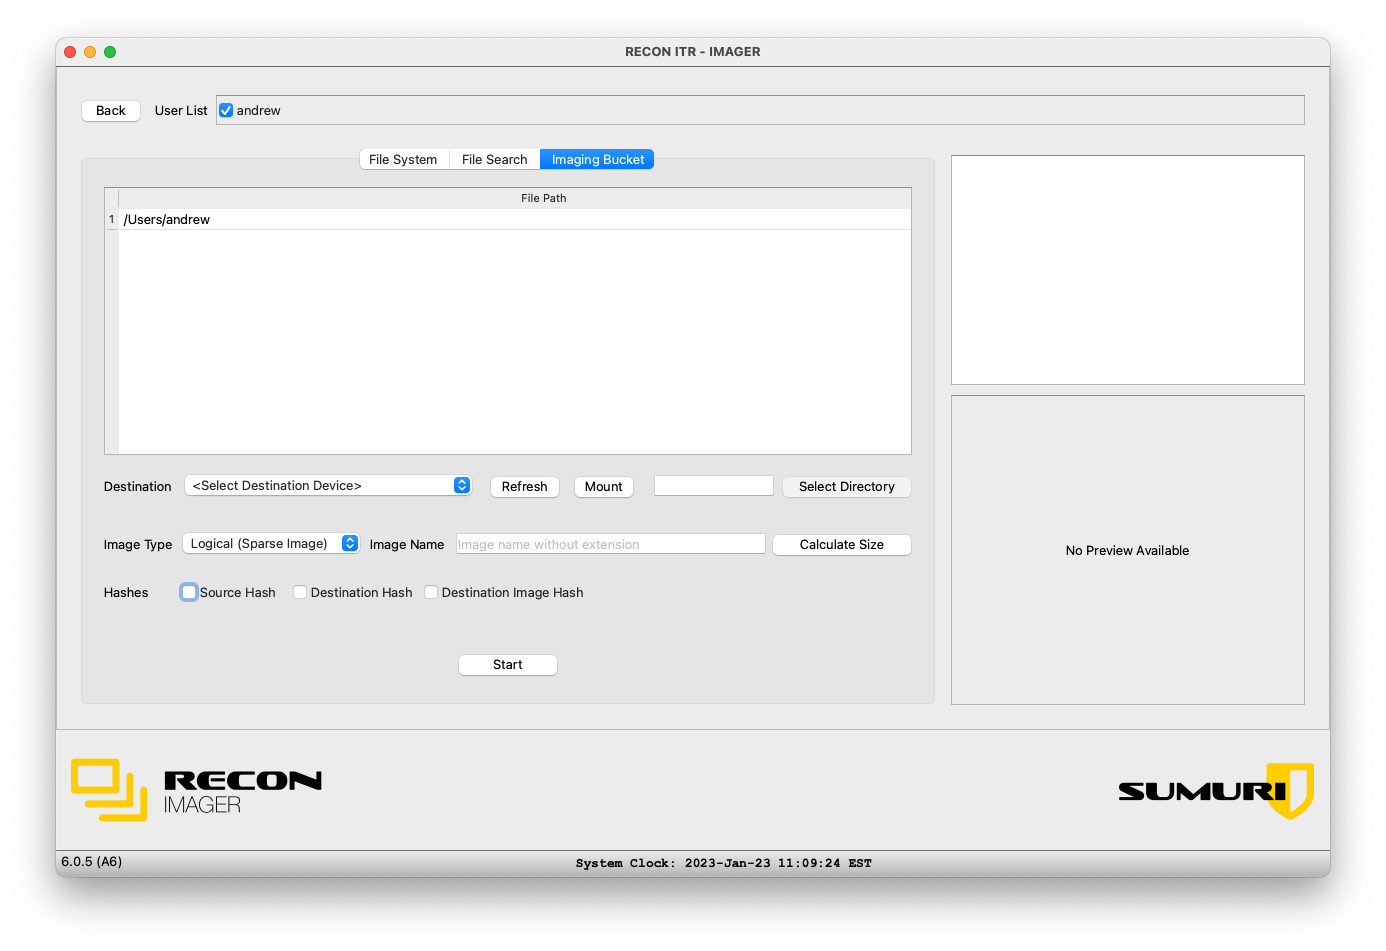 RECON ITR - IMAGER
Back User List andrew
File System File Search Imaging Bucket
File Path
1 /Users/andrew
Destination <Select Destination Device> Refresh Mount Select Directory
Image Type Logical (Sparse Image) Image Name Image name without extension Calculate Size
Hashes Source Hash Destination Hash Destination Image Hash
Start
No Preview Available
RECON
IMAGER
SUMURI
6.0.5 (A6) System Clock: 2023-Jan-23 11:09:24 EST